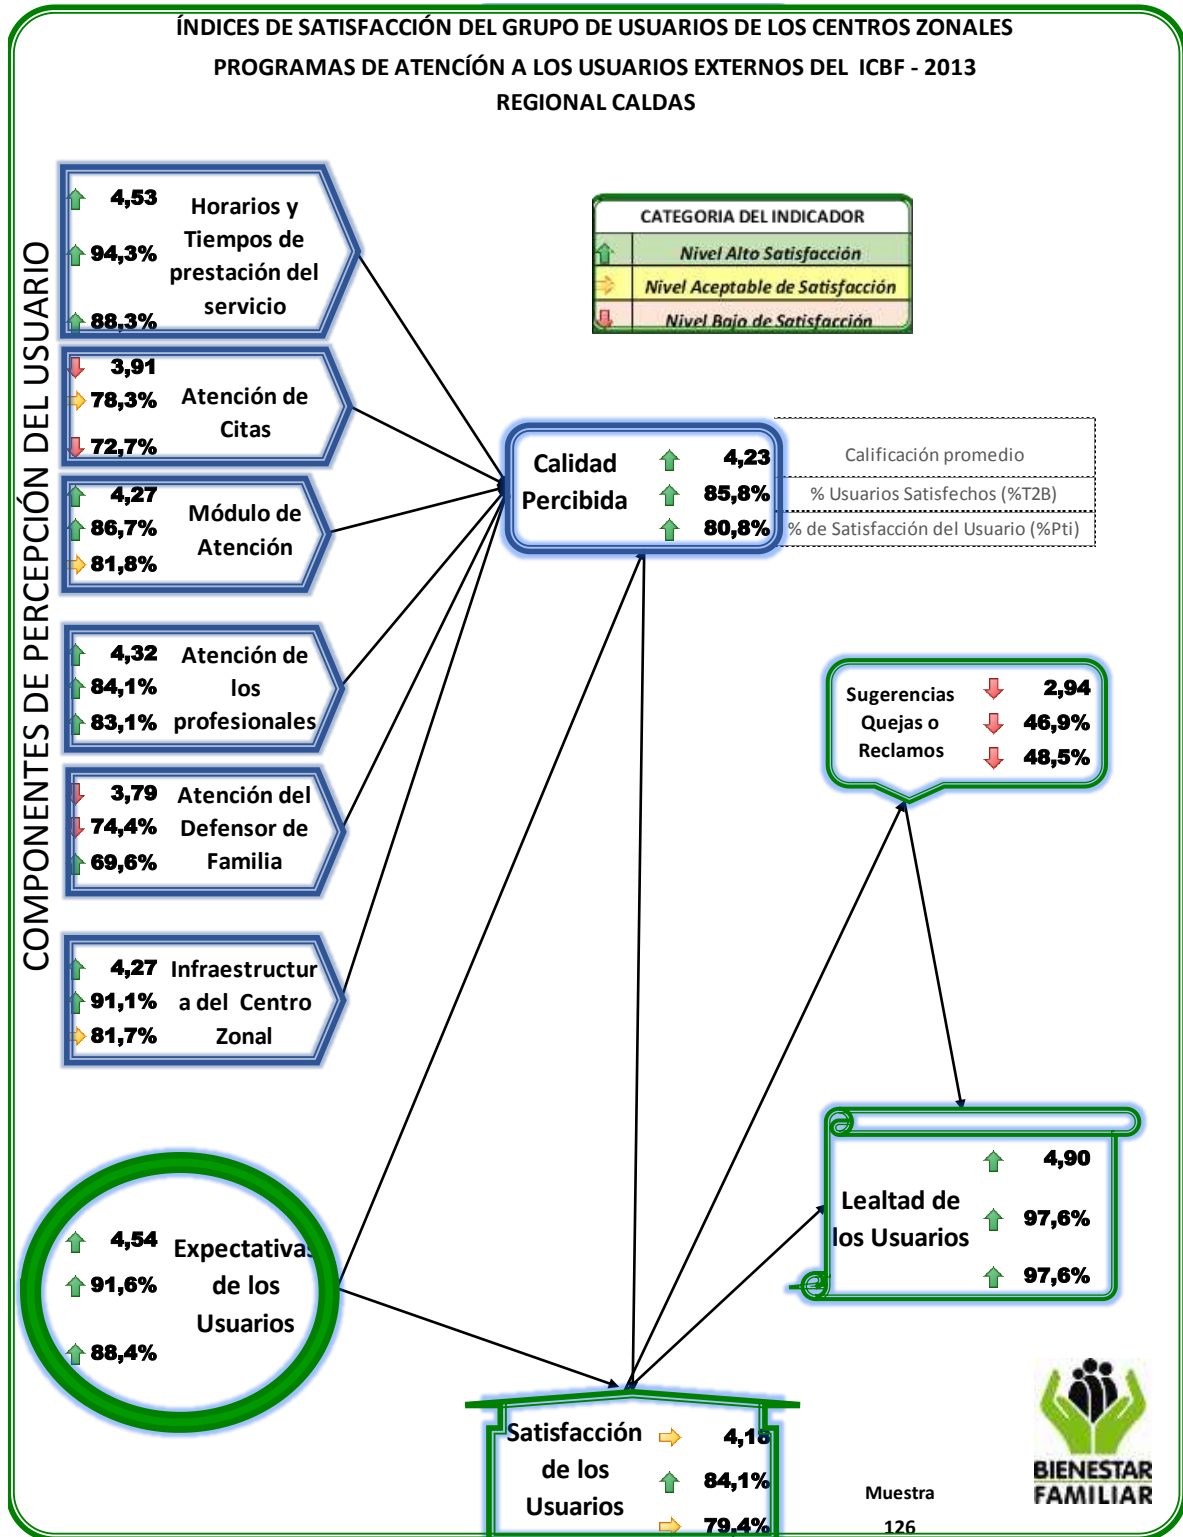 ÍNDICES DE SATISFACCIÓN DEL GRUPO DE USUARIOS DE LOS CENTROS ZONALES
PROGRAMAS DE ATENCÍÓN A LOS USUARIOS EXTERNOS DEL ICBF - 2013
REGIONAL CALDAS
COMPONENTES DE PERCEPCIÓN DEL USUARIO
4,53
94,3%
88,3%
Horarios y
Tiempos de
prestación del
servicio
CATEGORIA DEL INDICADOR
Nivel Alto Satisfacción
Nivel Aceptable de Satisfacción
Nivel Bajo de Satisfacción
3,91
78,3%
72,7%
Atención de
Citas
4,27
86,7%
81,8%
Módulo de
Atención
Calidad
Percibida
4,23
85,8%
80,8%
Calificación promedio
% Usuarios Satisfechos (%T2B)
% de Satisfacción del Usuario (%Pti)
4,32
84,1%
83,1%
Atención de
los
profesionales
Sugerencias
Quejas o
Reclamos
2,94
46,9%
48,5%
3,79
74,4%
69,6%
Atención del
Defensor de
Familia
4,27
91,1%
81,7%
Infraestructur
a del Centro
Zonal
Lealtad de
los Usuarios
4,90
97,6%
97,6%
4,54
91,6%
88,4%
Expectativas
de los
Usuarios
Satisfacción
de los
Usuarios
4,18
84,1%
79,4%
Muestra
126
BIENESTAR
FAMILIAR